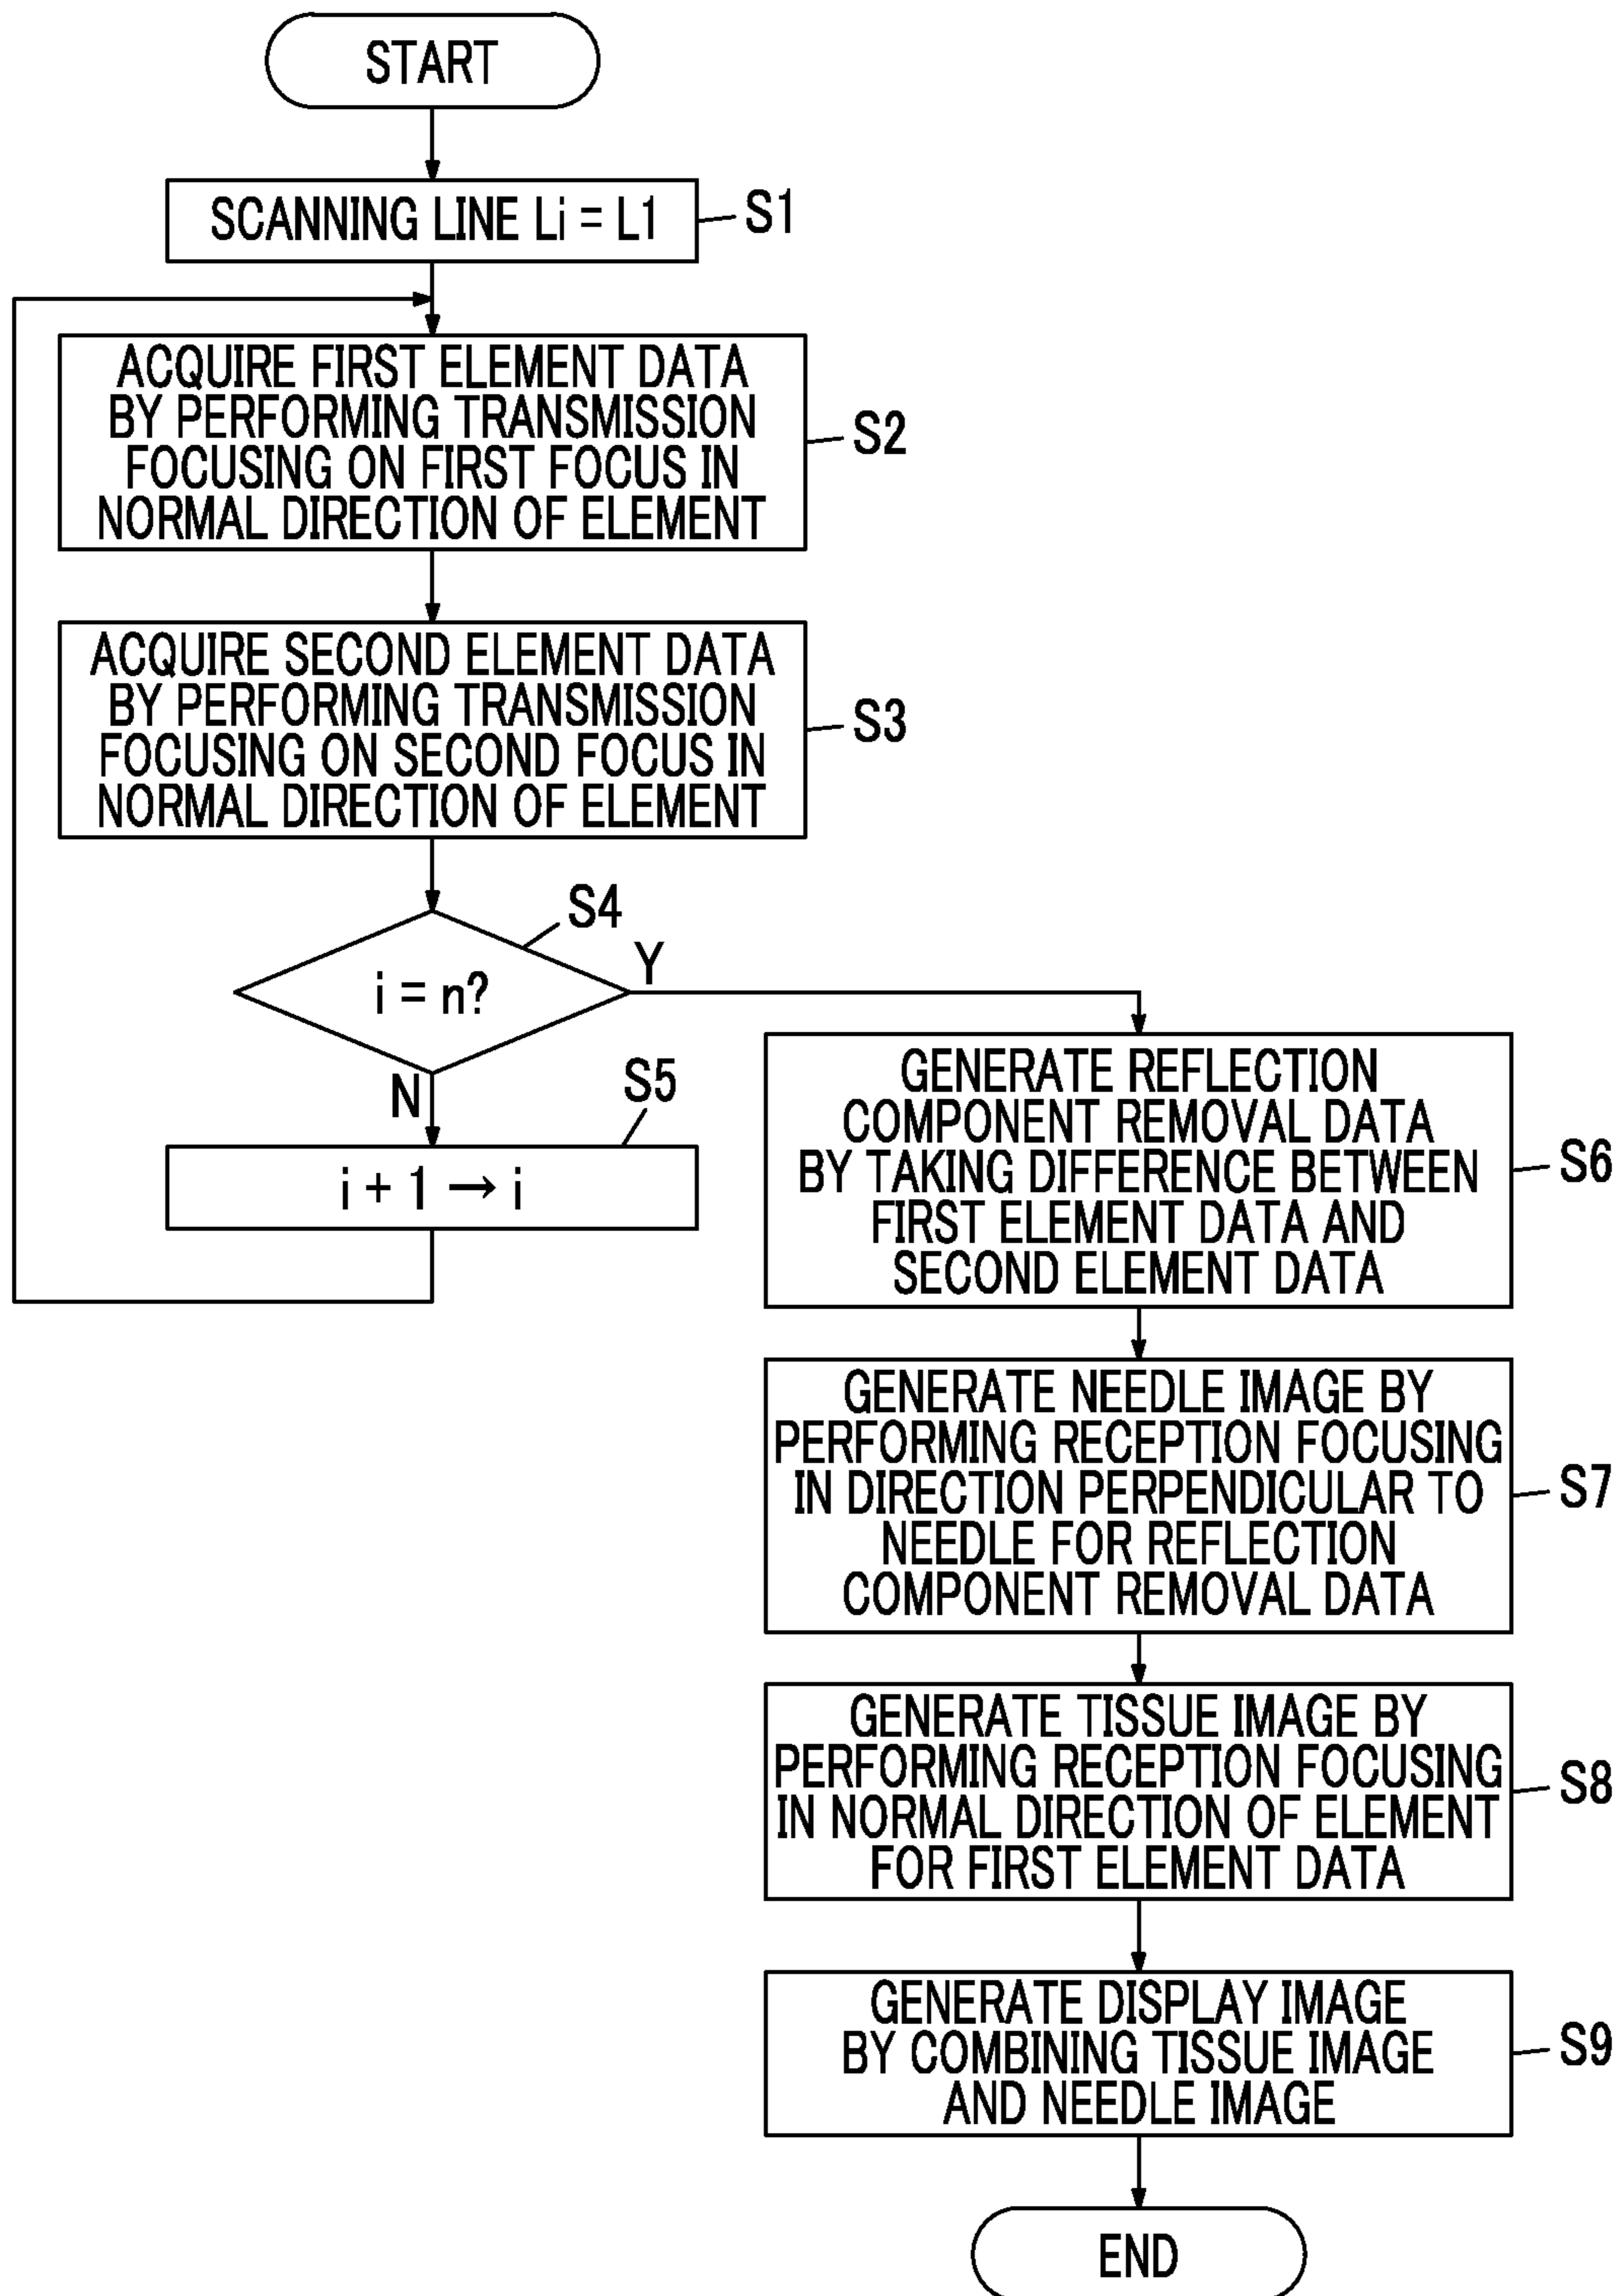 START
SCANNING LINE Li = L1
S1
ACQUIRE FIRST ELEMENT DATA
BY PERFORMING TRANSMISSION
FOCUSING ON FIRST FOCUS IN
NORMAL DIRECTION OF ELEMENT
S2
ACQUIRE SECOND ELEMENT DATA
BY PERFORMING TRANSMISSION
FOCUSING ON SECOND FOCUS IN
NORMAL DIRECTION OF ELEMENT
S3
S4
i = n?
Y
N
S5
i + 1 → i
GENERATE REFLECTION
COMPONENT REMOVAL DATA
BY TAKING DIFFERENCE BETWEEN
FIRST ELEMENT DATA AND
SECOND ELEMENT DATA
S6
GENERATE NEEDLE IMAGE BY
PERFORMING RECEPTION FOCUSING
IN DIRECTION PERPENDICULAR TO
NEEDLE FOR REFLECTION
COMPONENT REMOVAL DATA
S7
GENERATE TISSUE IMAGE BY
PERFORMING RECEPTION FOCUSING
IN NORMAL DIRECTION OF ELEMENT
FOR FIRST ELEMENT DATA
S8
GENERATE DISPLAY IMAGE
BY COMBINING TISSUE IMAGE
AND NEEDLE IMAGE
S9
END